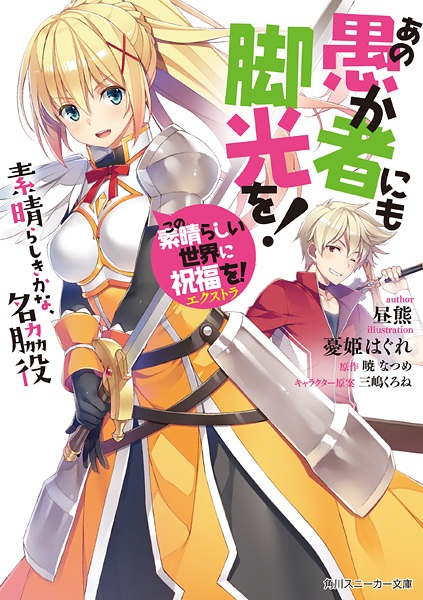 あの
愚か者にも
脚光を!
この
素晴らしい
世界に
祝福を!
エクストラ
素晴らしきかな、
名脇役
author
昼熊
illustration
憂姫はぐれ
原作 暁 なつめ
キャラクター原案 三嶋くろね
角川スニーカー文庫